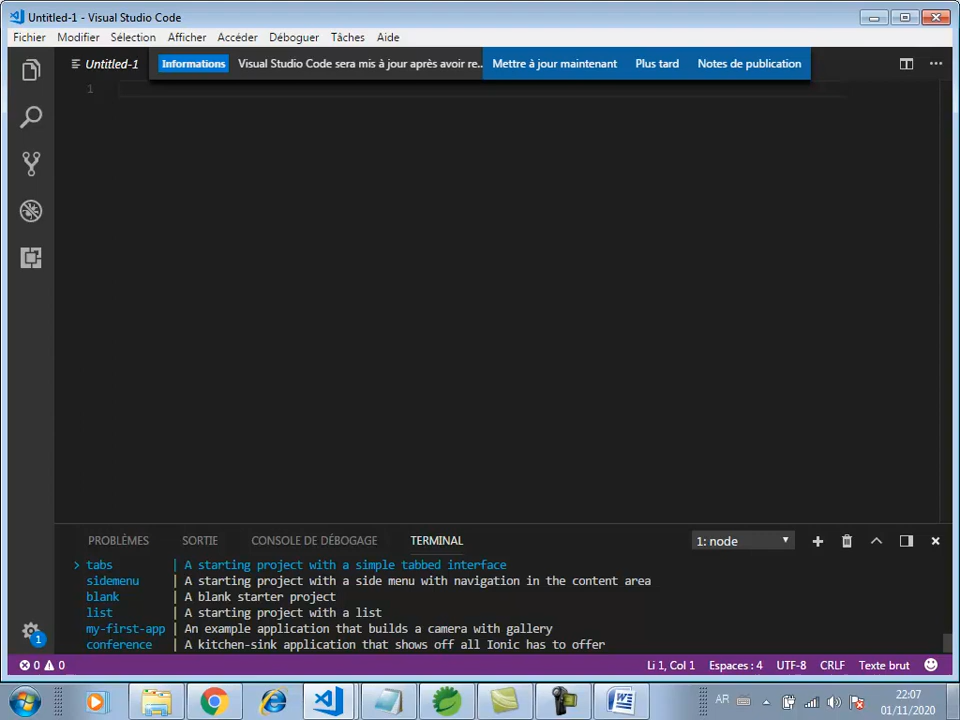 Untitled-1 - Visual Studio Code
Fichier Modifier Sélection Afficher Accéder Déboguer Tâches Aide
Untitled-1
Informations Visual Studio Code sera mis à jour après avoir re... Mettre à jour maintenant Plus tard Notes de publication
1
PROBLÈMES SORTIE CONSOLE DE DÉBOGAGE TERMINAL 1: node
> tabs | A starting project with a simple tabbed interface
sidemenu | A starting project with a side menu with navigation in the content area
blank | A blank starter project
list | A starting project with a list
my-first-app | An example application that builds a camera with gallery
conference | A kitchen-sink application that shows off all Ionic has to offer
1
0 0 Li 1, Col 1 Espaces : 4 UTF-8 CRLF Texte brut
AR 22:07
01/11/2020